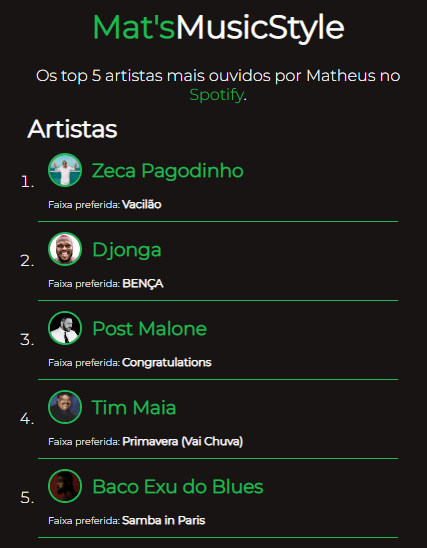 Mat'sMusicStyle
Os top 5 artistas mais ouvidos por Matheus no
Spotify.
Artistas
1. Zeca Pagodinho
Faixa preferida: Vacilão
2. Djonga
Faixa preferida: BENÇA
3. Post Malone
Faixa preferida: Congratulations
4. Tim Maia
Faixa preferida: Primavera (Vai Chuva)
5. Baco Exu do Blues
Faixa preferida: Samba in Paris